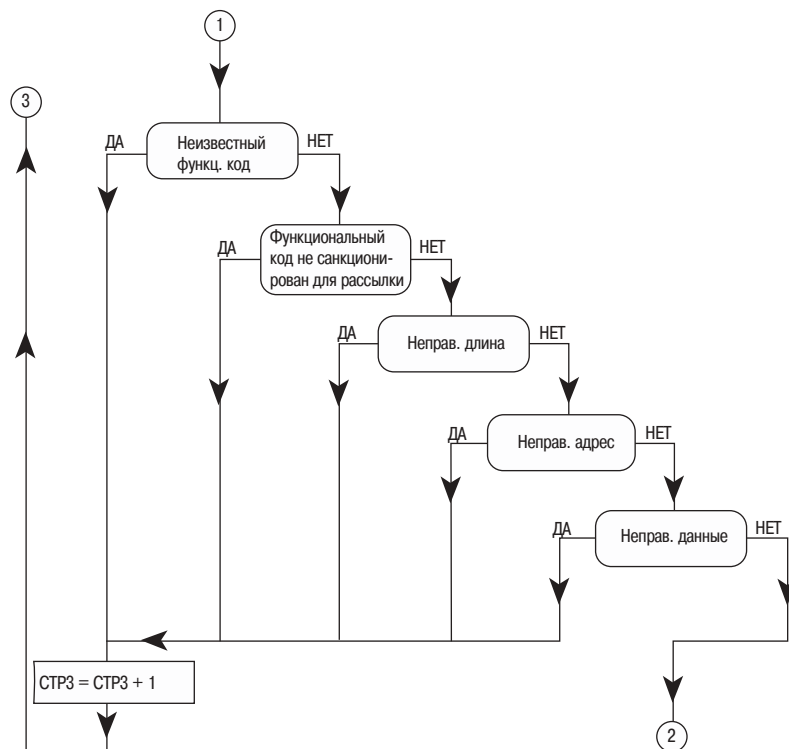 1
3
ДА
Неизвестный
функц. код
НЕТ
ДА
Функциональный
код не санкциони-
рован для рассылки
НЕТ
ДА
Неправ. длина
НЕТ
ДА
Неправ. адрес
НЕТ
ДА
Неправ. данные
НЕТ
СТР3 = СТР3 + 1
2